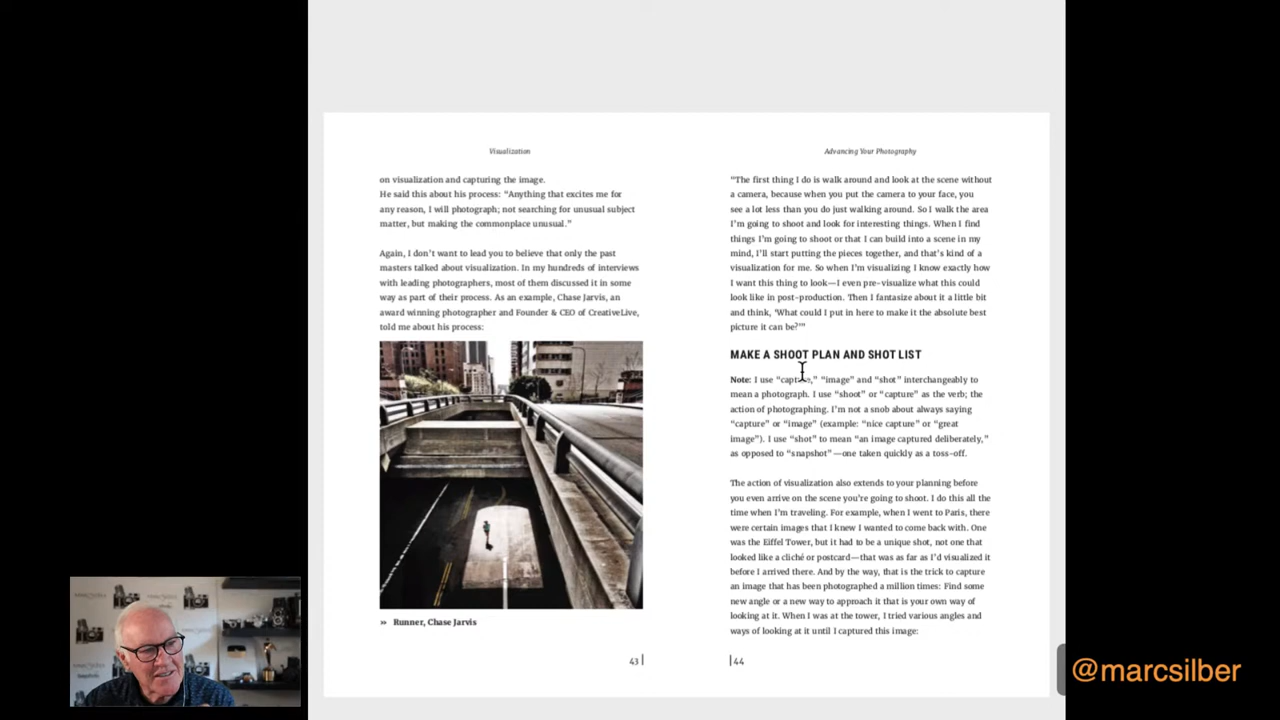 Visualization
on visualization and capturing the image.
He said this about his process: “Anything that excites me for
any reason, I will photograph; not searching for unusual subject
matter, but making the commonplace unusual.”
Again, I don’t want to lead you to believe that only the past
masters talked about visualization. In my hundreds of interviews
with leading photographers, most of them discussed it in some
way as part of their process. As an example, Chase Jarvis, an
award winning photographer and Founder & CEO of CreativeLive,
told me about his process:
» Runner, Chase Jarvis
43
Advancing Your Photography
“The first thing I do is walk around and look at the scene without
a camera, because when you put the camera to your face, you
see a lot less than you do just walking around. So I walk the area
I’m going to shoot and look for interesting things. When I find
things I’m going to shoot or that I can build into a scene in my
mind, I’ll start putting the pieces together, and that’s kind of a
visualization for me. So when I’m visualizing I know exactly how
I want this thing to look—I even pre-visualize what this could
look like in post-production. Then I fantasize about it a little bit
and think, ‘What could I put in here to make it the absolute best
picture it can be?’”
MAKE A SHOOT PLAN AND SHOT LIST
Note: I use “capture,” “image” and “shot” interchangeably to
mean a photograph. I use “shoot” or “capture” as the verb; the
action of photographing. I’m not a snob about always saying
“capture” or “image” (example: “nice capture” or “great
image”). I use “shot” to mean “an image captured deliberately,”
as opposed to “snapshot”—one taken quickly as a toss-off.
The action of visualization also extends to your planning before
you even arrive on the scene you’re going to shoot. I do this all the
time when I’m traveling. For example, when I went to Paris, there
were certain images that I knew I wanted to come back with. One
was the Eiffel Tower, but it had to be a unique shot, not one that
looked like a cliché or postcard—that was as far as I’d visualized it
before I arrived there. And by the way, that is the trick to capture
an image that has been photographed a million times: Find some
new angle or a new way to approach it that is your own way of
looking at it. When I was at the tower, I tried various angles and
ways of looking at it until I captured this image:
44
@marcsilber